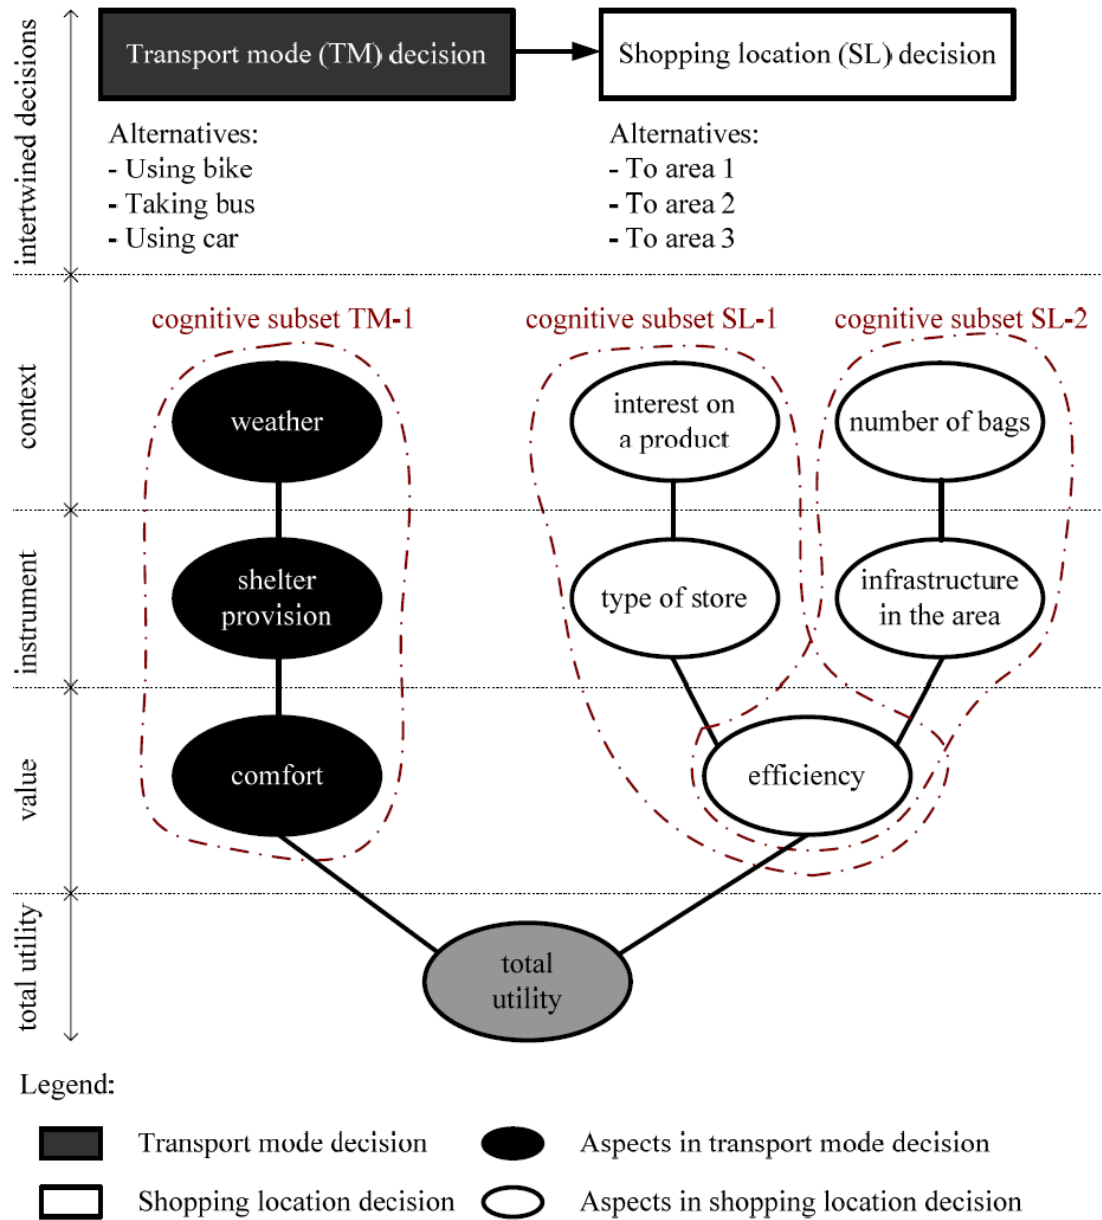 intertwined decisions
Transport mode (TM) decision
Shopping location (SL) decision
Alternatives:
- Using bike
- Taking bus
- Using car
Alternatives:
- To area 1
- To area 2
- To area 3
cognitive subset TM-1
cognitive subset SL-1
cognitive subset SL-2
context
weather
interest on
a product
number of bags
instrument
shelter
provision
type of store
infrastructure
in the area
value
comfort
efficiency
total utility
total
utility
Legend:
Transport mode decision
Aspects in transport mode decision
Shopping location decision
Aspects in shopping location decision